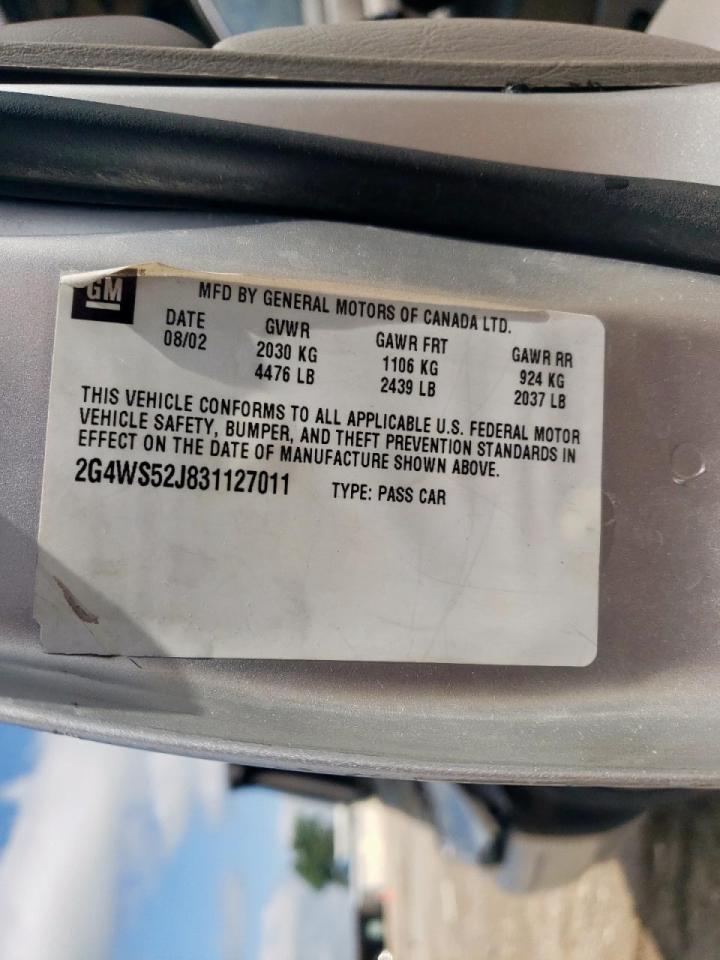 GM
MFD BY GENERAL MOTORS OF CANADA LTD.
DATE GVWR GAWR FRT GAWR RR
08/02 2030 KG 1106 KG 924 KG
4476 LB 2439 LB 2037 LB
THIS VEHICLE CONFORMS TO ALL APPLICABLE U.S. FEDERAL MOTOR
VEHICLE SAFETY, BUMPER, AND THEFT PREVENTION STANDARDS IN
EFFECT ON THE DATE OF MANUFACTURE SHOWN ABOVE.
2G4WS52J831127011 TYPE: PASS CAR